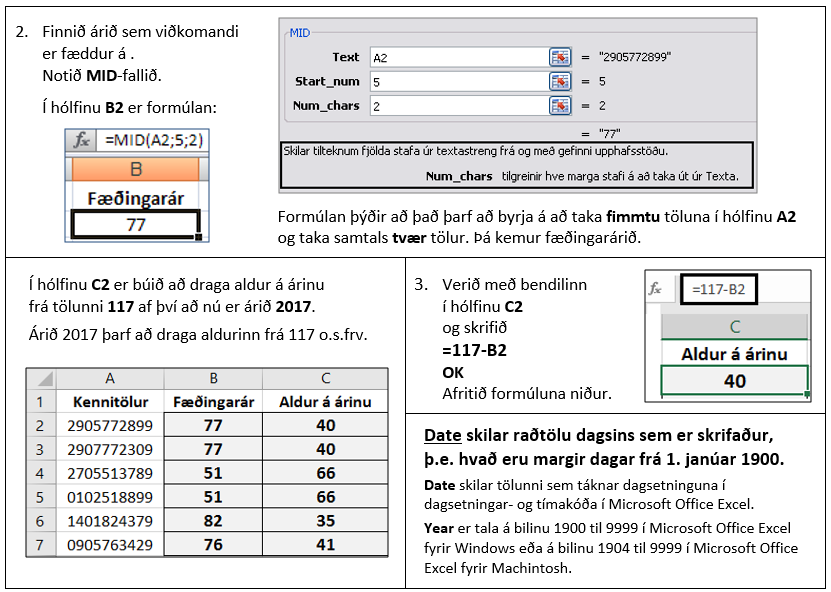 2. Finnið árið sem viðkomandi
er fæddur á .
Notið MID-fallið.
Í hólfinu B2 er formúlan:
fx =MID(A2;5;2)
B
Fæðingarár
77
MID
Text A2 = "2905772899"
Start_num 5 = 5
Num_chars 2 = 2
= "77"
Skilar tilteknum fjölda stafa úr textastreng frá og með gefinni upphafsstöðu.
Num_chars tilgreinir hve marga stafi á að taka út úr Texta.
Formúlan þýðir að það þarf að byrja á að taka fimmtu töluna í hólfinu A2
og taka samtals tvær tölur. Þá kemur fæðingarárið.
Í hólfinu C2 er búið að draga aldur á árinu
frá tölunni 117 af því að nú er árið 2017.
Árið 2017 þarf að draga aldurinn frá 117 o.s.frv.
A B C
1 Kennitölur Fæðingarár Aldur á árinu
2 2905772899 77 40
3 2907772309 77 40
4 2705513789 51 66
5 0102518899 51 66
6 1401824379 82 35
7 0905763429 76 41
3. Verið með bendilinn
í hólfinu C2
og skrifið
=117-B2
OK
Afritið formúluna niður.
fx =117-B2
C
Aldur á árinu
40
Date skilar raðtölu dagsins sem er skrifaður,
þ.e. hvað eru margir dagar frá 1. janúar 1900.
Date skilar tölunni sem táknar dagsetninguna í
dagsetningar- og tímakóða í Microsoft Office Excel.
Year er tala á bilinu 1900 til 9999 í Microsoft Office Excel
fyrir Windows eða á bilinu 1904 til 9999 í Microsoft Office
Excel fyrir Machintosh.